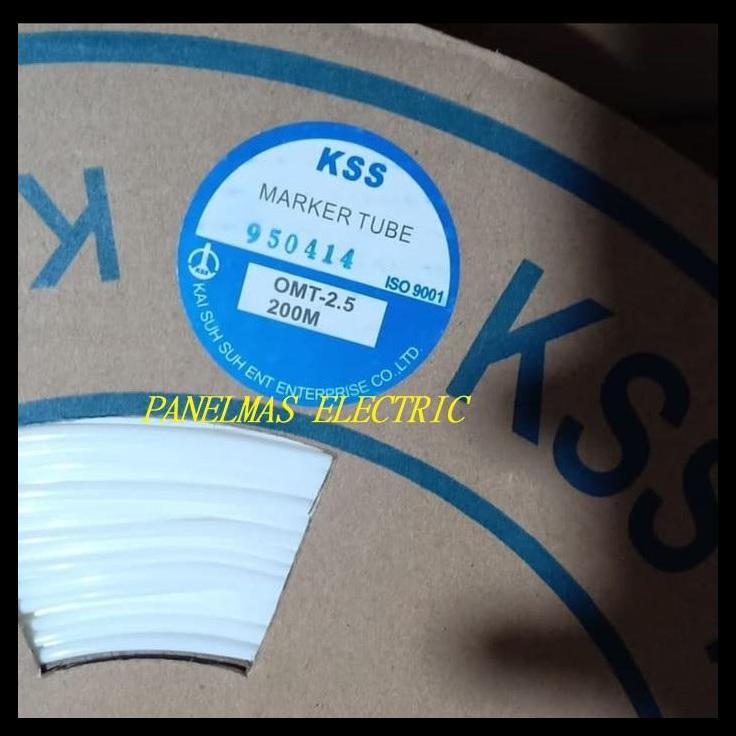 KSS
MARKER TUBE
950414
ISO 9001
OMT-2.5
200M
KSS
KAI SUH SUH ENT ENTERPRISE CO.,LTD.
PANELMAS ELECTRIC
K
KSS